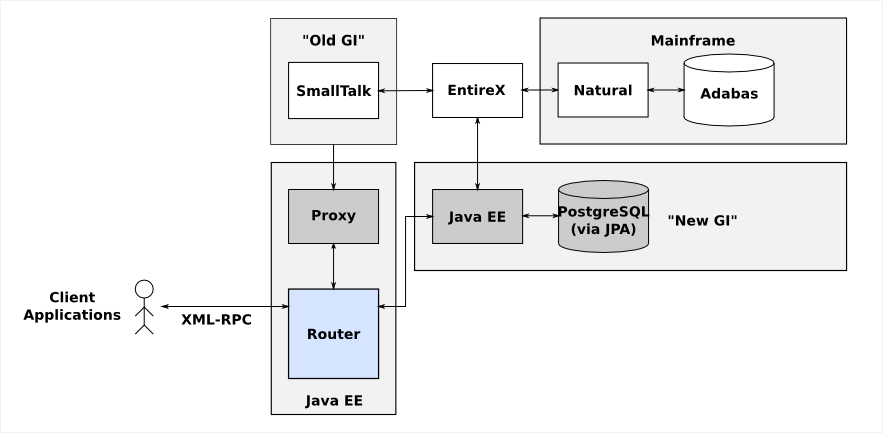 "Old GI"
Mainframe
SmallTalk
EntireX
Natural
Adabas
Proxy
Java EE
PostgreSQL
(via JPA)
"New GI"
Client
Applications
XML-RPC
Router
Java EE